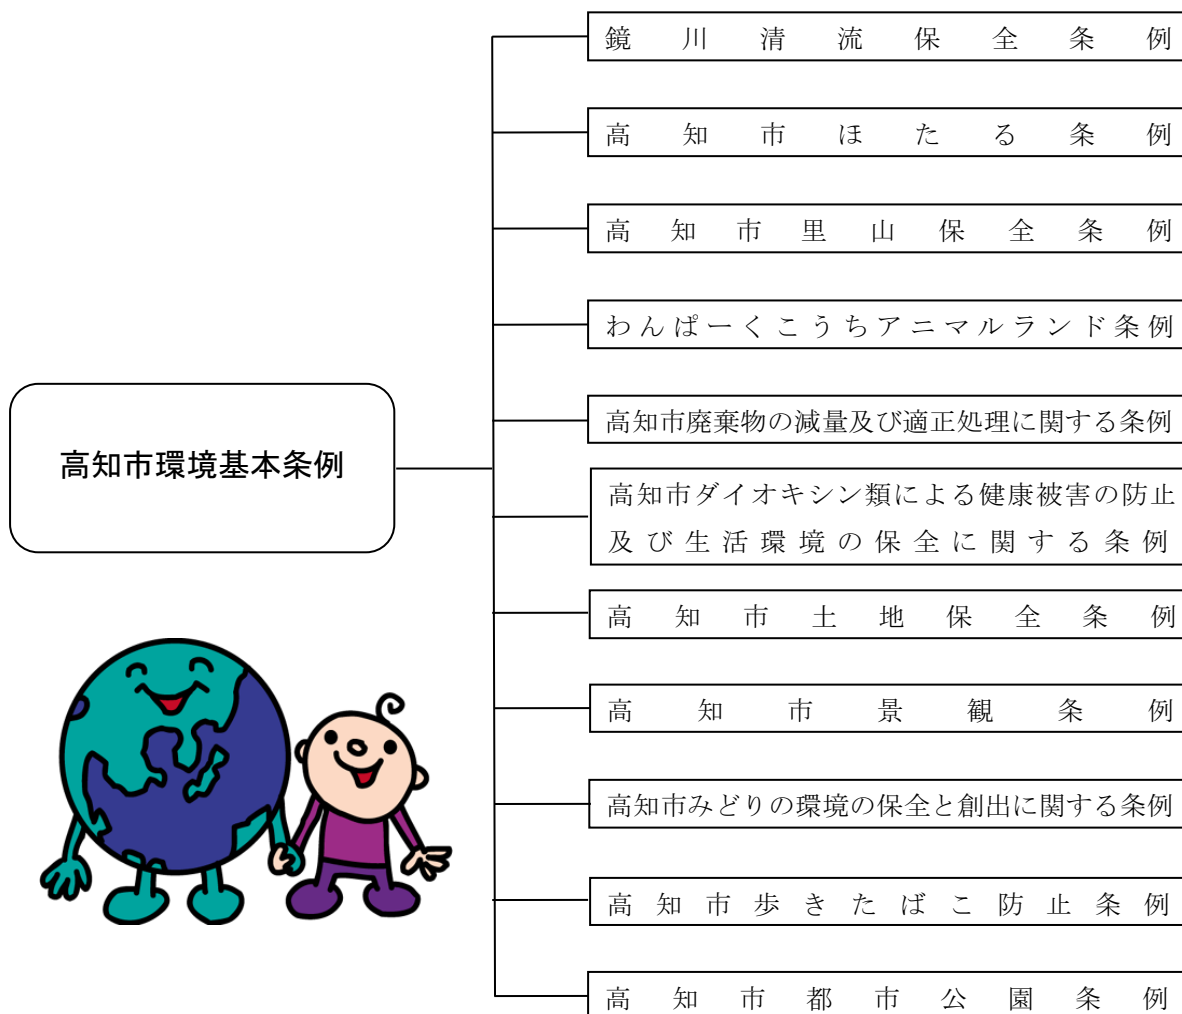 鏡川清流保全条例
高知市ほたる条例
高知市里山保全条例
わんぱーくこうちアニマルランド条例
高知市廃棄物の減量及び適正処理に関する条例
高知市環境基本条例
高知市ダイオキシン類による健康被害の防止
及び生活環境の保全に関する条例
高知市土地保全条例
高知市景観条例
高知市みどりの環境の保全と創出に関する条例
高知市歩きたばこ防止条例
高知市都市公園条例